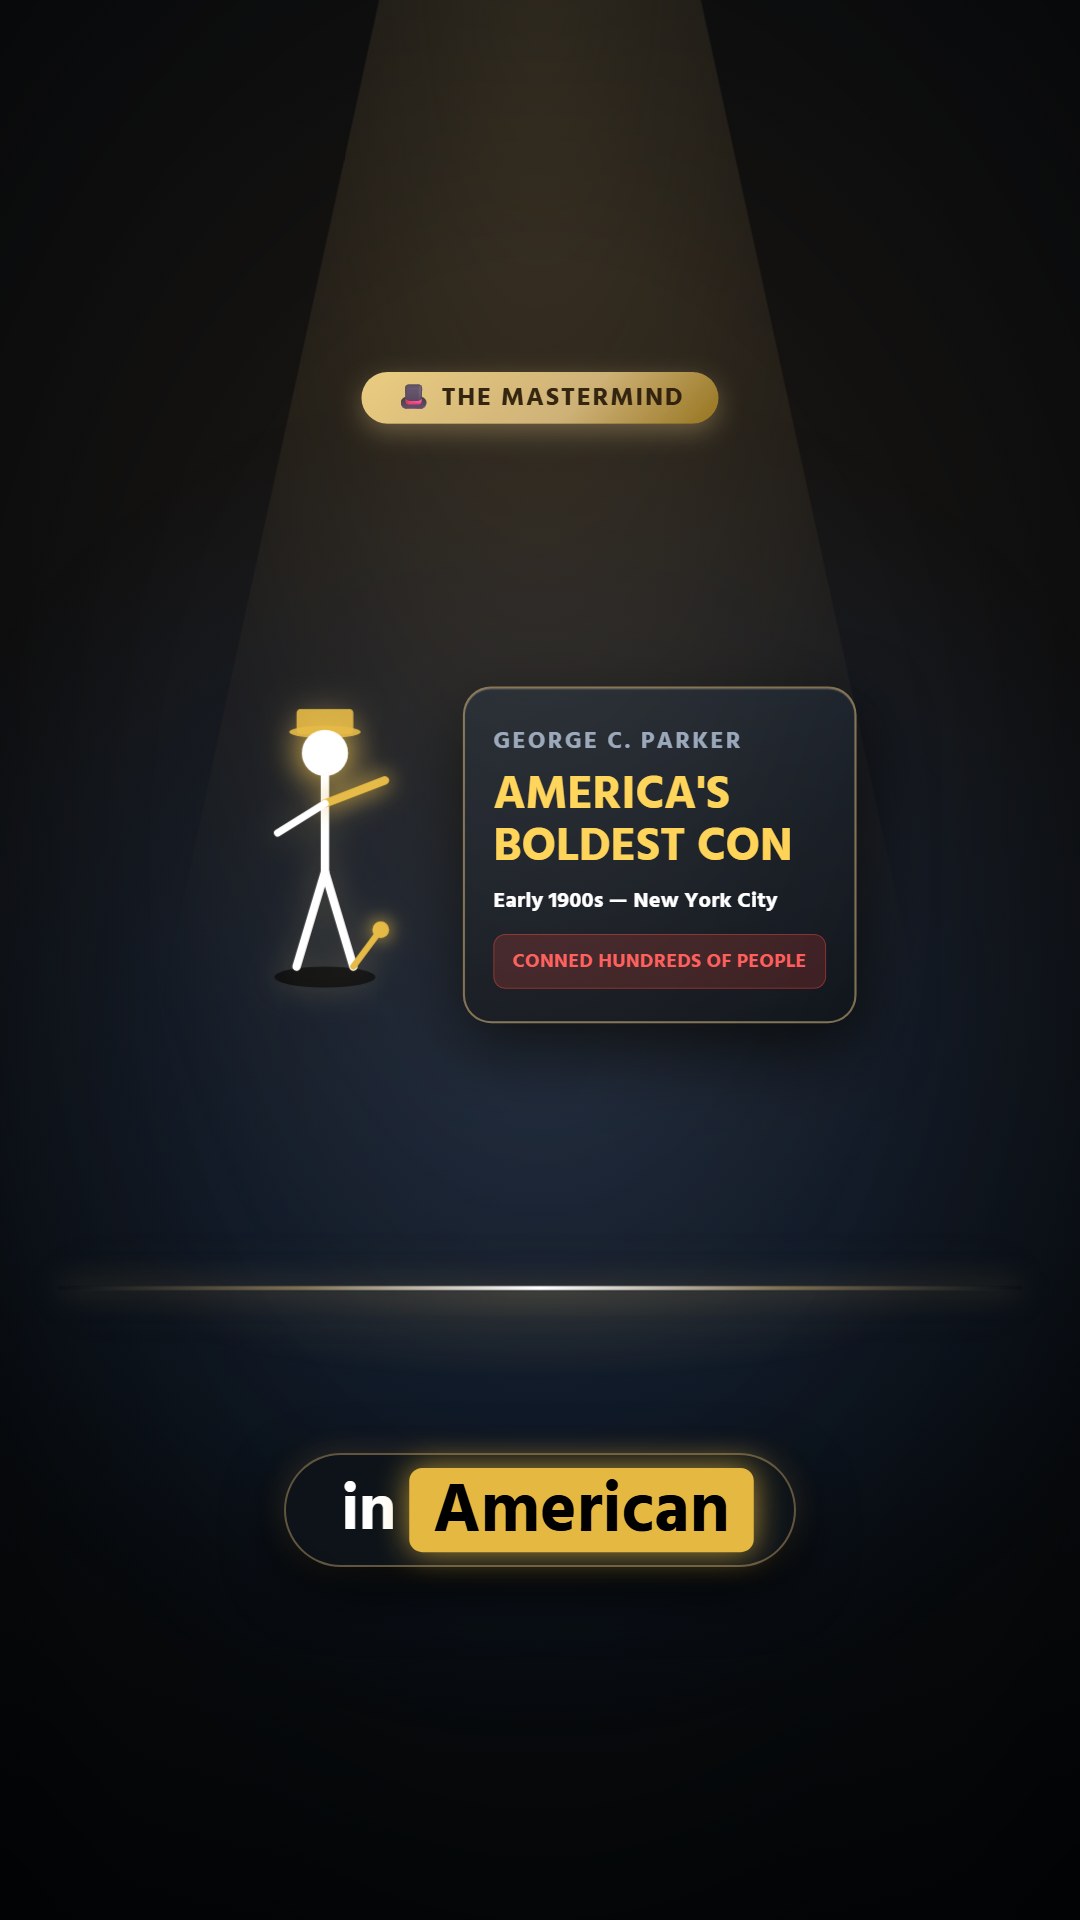 THE MASTERMIND
GEORGE C. PARKER
AMERICA'S
BOLDEST CON
Early 1900s — New York City
CONNED HUNDREDS OF PEOPLE
in American